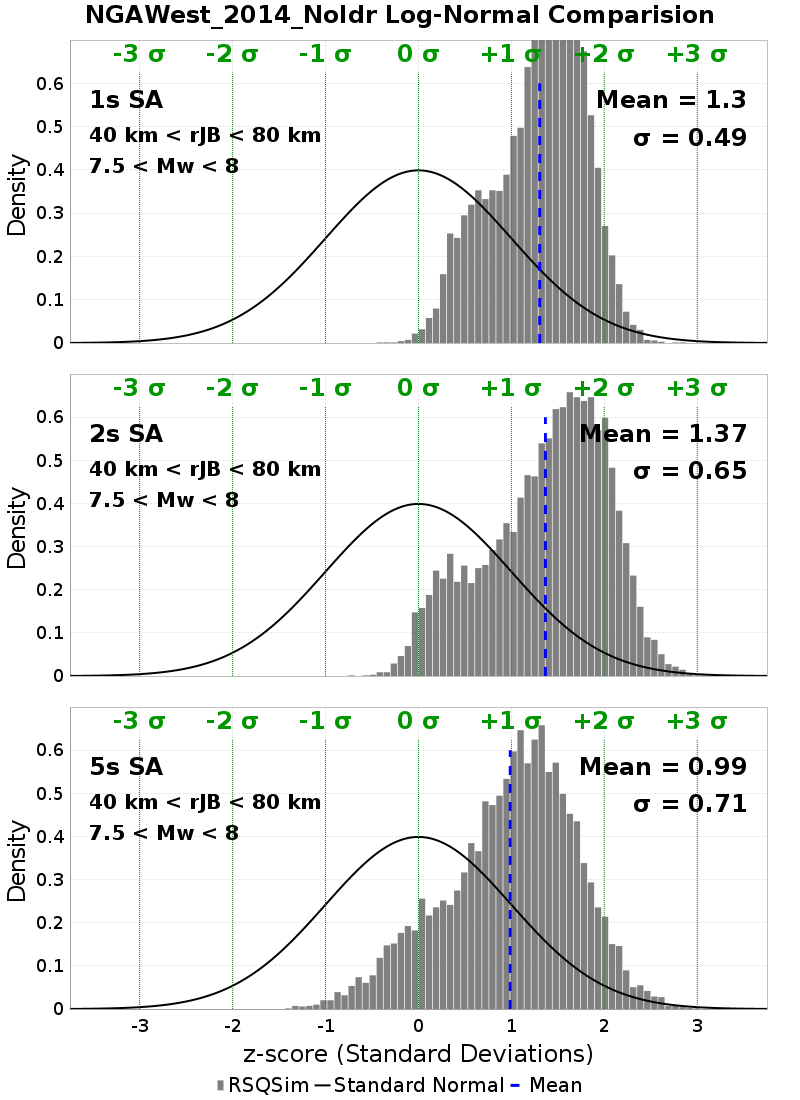 NGAWest_2014_NoIdr Log-Normal Comparision
-3 σ -2 σ -1 σ 0 σ +1 σ +2 σ +3 σ
0.6
1s SA
Mean = 1.3
0.5
40 km < rJB < 80 km
σ = 0.49
7.5 < Mw < 8
0.4
Density
0.3
0.2
0.1
0
-3 σ -2 σ -1 σ 0 σ +1 σ +2 σ +3 σ
0.6
2s SA
Mean = 1.37
0.5
40 km < rJB < 80 km
σ = 0.65
7.5 < Mw < 8
0.4
Density
0.3
0.2
0.1
0
-3 σ -2 σ -1 σ 0 σ +1 σ +2 σ +3 σ
0.6
5s SA
Mean = 0.99
0.5
40 km < rJB < 80 km
σ = 0.71
7.5 < Mw < 8
0.4
Density
0.3
0.2
0.1
0
-3 -2 -1 0 1 2 3
z-score (Standard Deviations)
RSQSim Standard Normal Mean